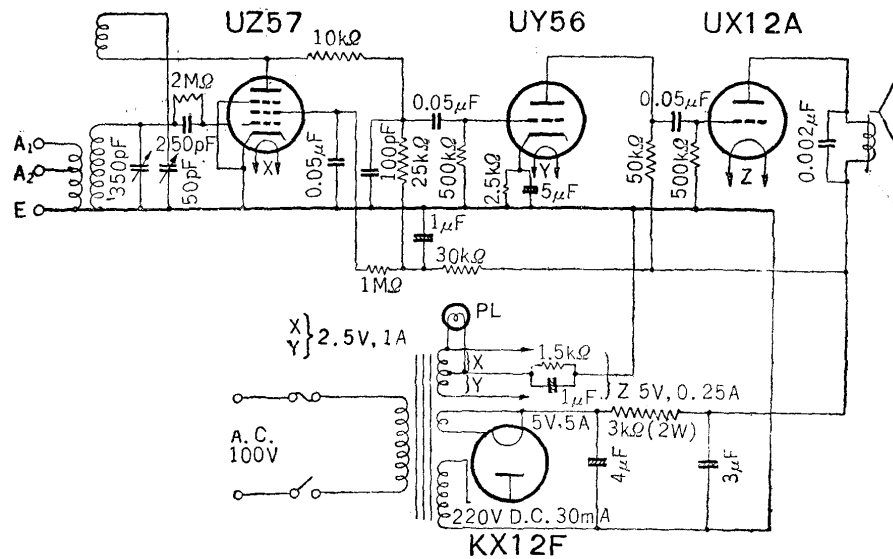 UZ57
UY56
UX12A
10kΩ
2MΩ
0.05μF
0.05μF
A1
A2
E
250pF
350pF
50pF
X
0.05μF
100pF
25kΩ
500kΩ
2.5kΩ
Y
5μF
50kΩ
500kΩ
Z
0.002μF
1μF
30kΩ
1MΩ
PL
X
Y
2.5V, 1A
X
Y
1.5kΩ
1μF
Z 5V, 0.25A
5V, 5A
3kΩ(2W)
A.C.
100V
4μF
3μF
220V D.C. 30mA
KX12F